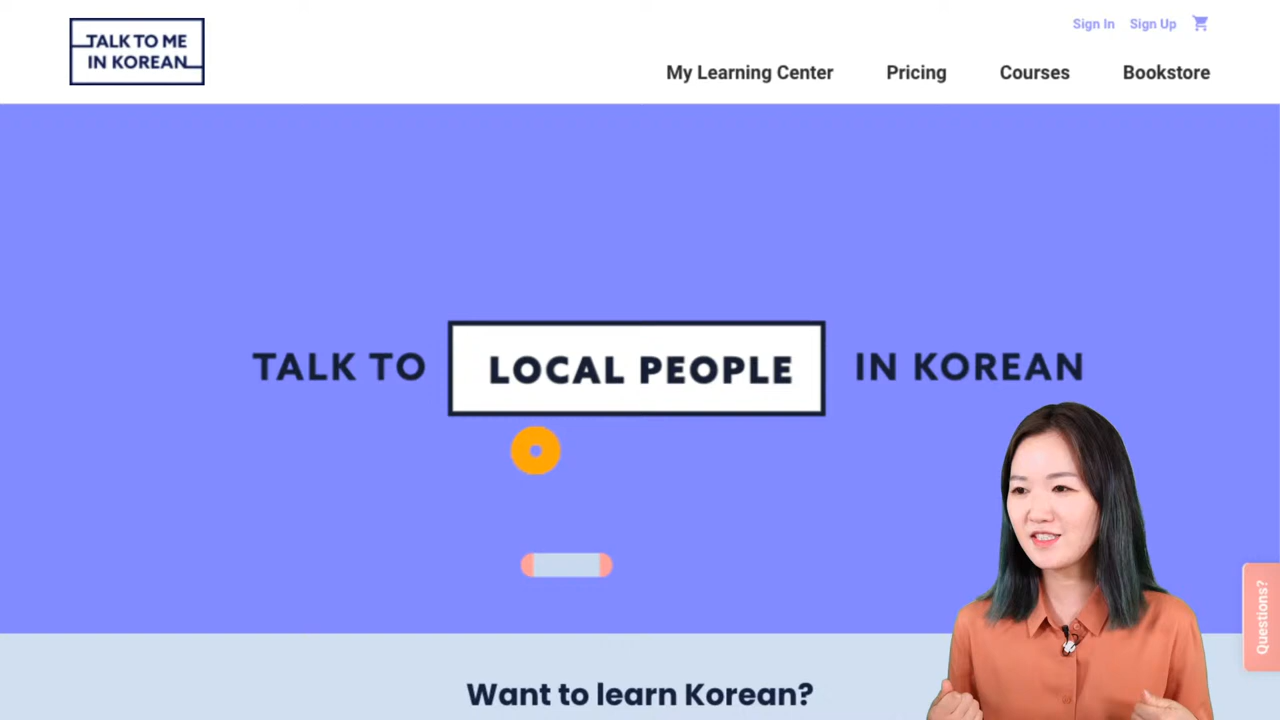 TALK TO ME
IN KOREAN
Sign In Sign Up
My Learning Center Pricing Courses Bookstore
TALK TO LOCAL PEOPLE IN KOREAN
Questions?
Want to learn Korean?